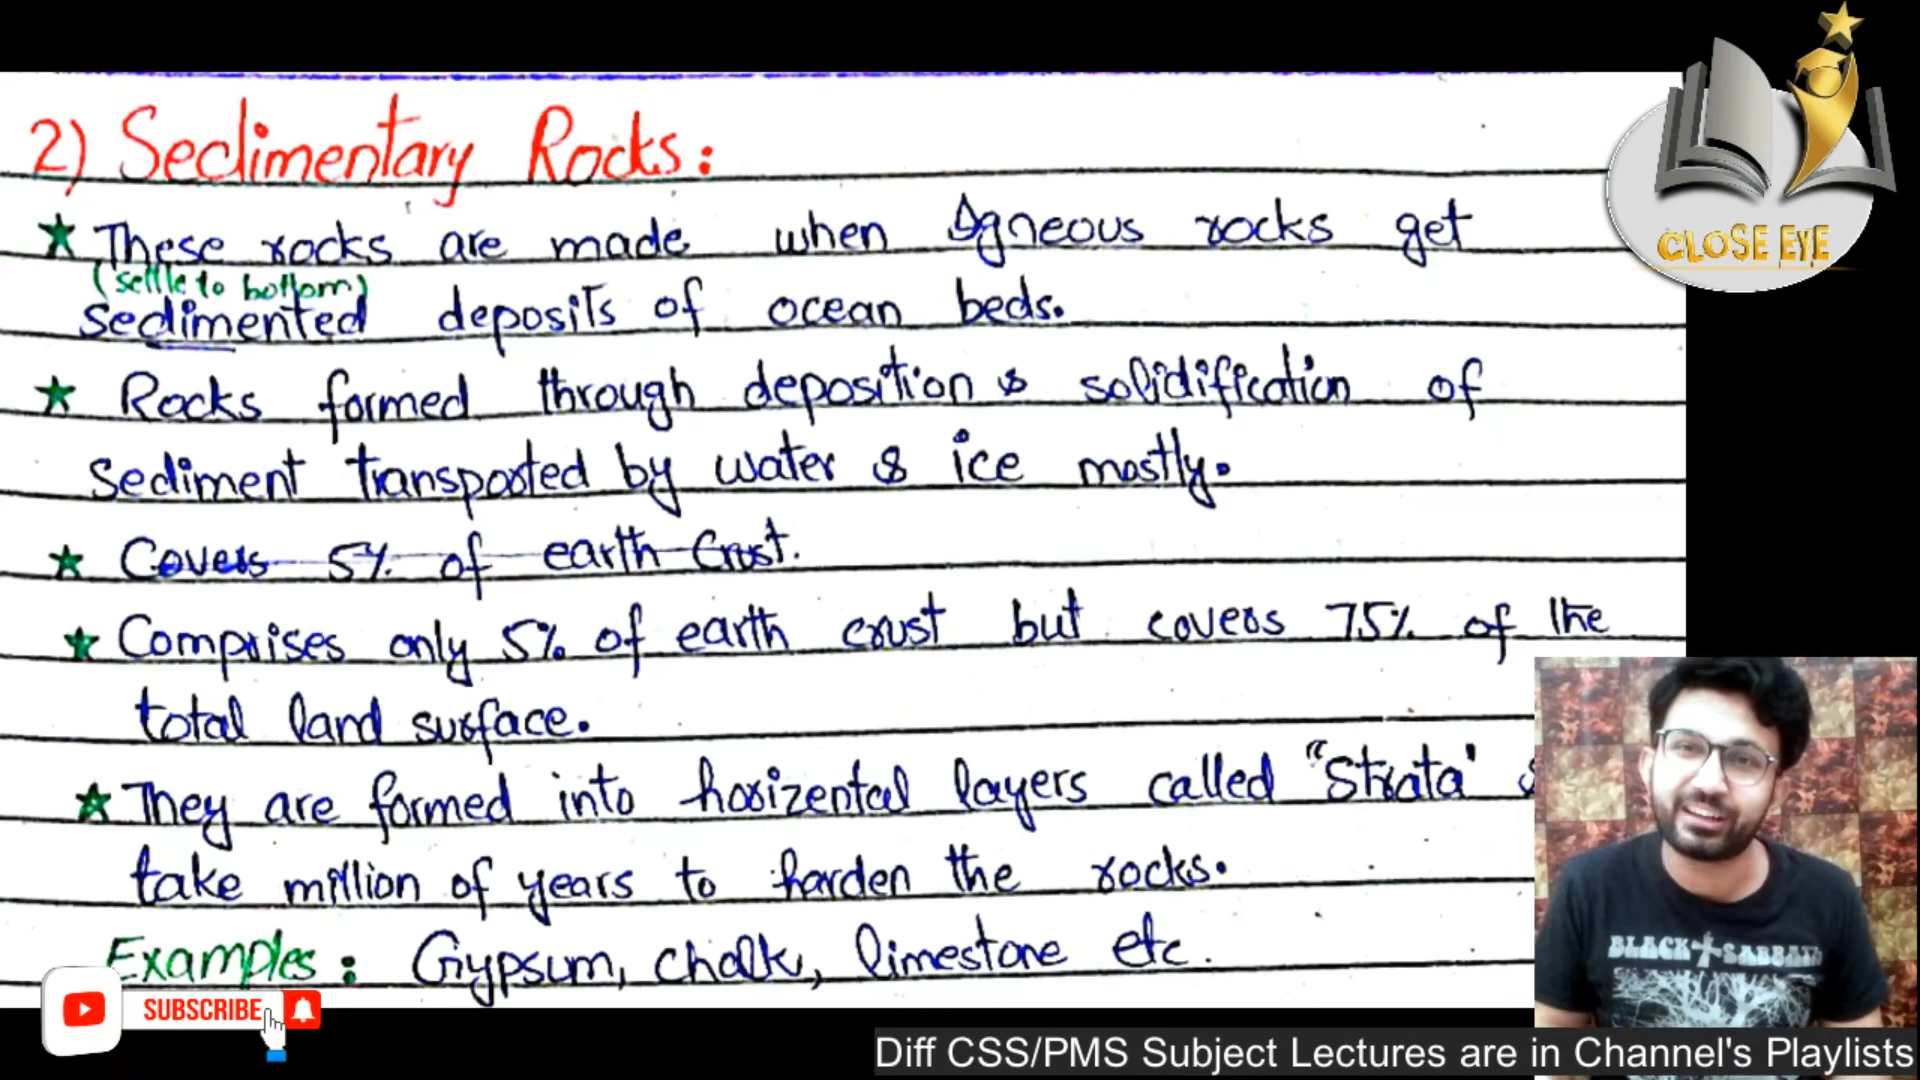 2) Sedimentary Rocks:
★ These rocks are made when Igneous rocks get
(settle to bottom)
sedimented deposits of ocean beds.
★ Rocks formed through deposition & solidification of
sediment transported by water & ice mostly.
★ Covers 5% of earth Crust.
★ Comprises only 5% of earth crust but covers 75% of the
total land surface.
★ They are formed into horizental layers called "Strata" &
take million of years to harden the rocks.
Examples: Gypsum, chalk, limestone etc.
CLOSE EYE
BLACK SABBATH
SUBSCRIBE
Diff CSS/PMS Subject Lectures are in Channel's Playlists